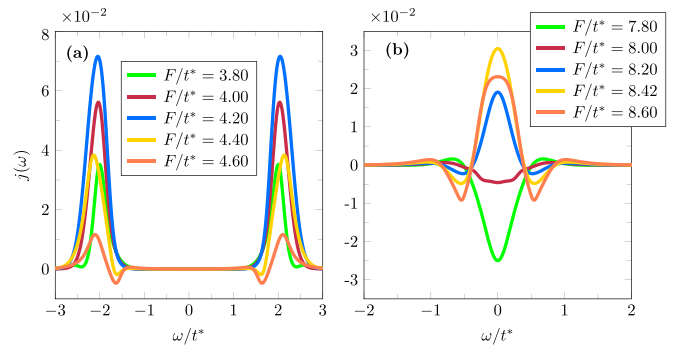 ×10⁻²
(a)
F/t* = 3.80
F/t* = 4.00
F/t* = 4.20
F/t* = 4.40
F/t* = 4.60
8
6
4
2
0
j(ω)
−3 −2 −1 0 1 2 3
ω/t*
×10⁻²
(b)
F/t* = 7.80
F/t* = 8.00
F/t* = 8.20
F/t* = 8.42
F/t* = 8.60
3
2
1
0
-1
-2
-3
−2 −1 0 1 2
ω/t*